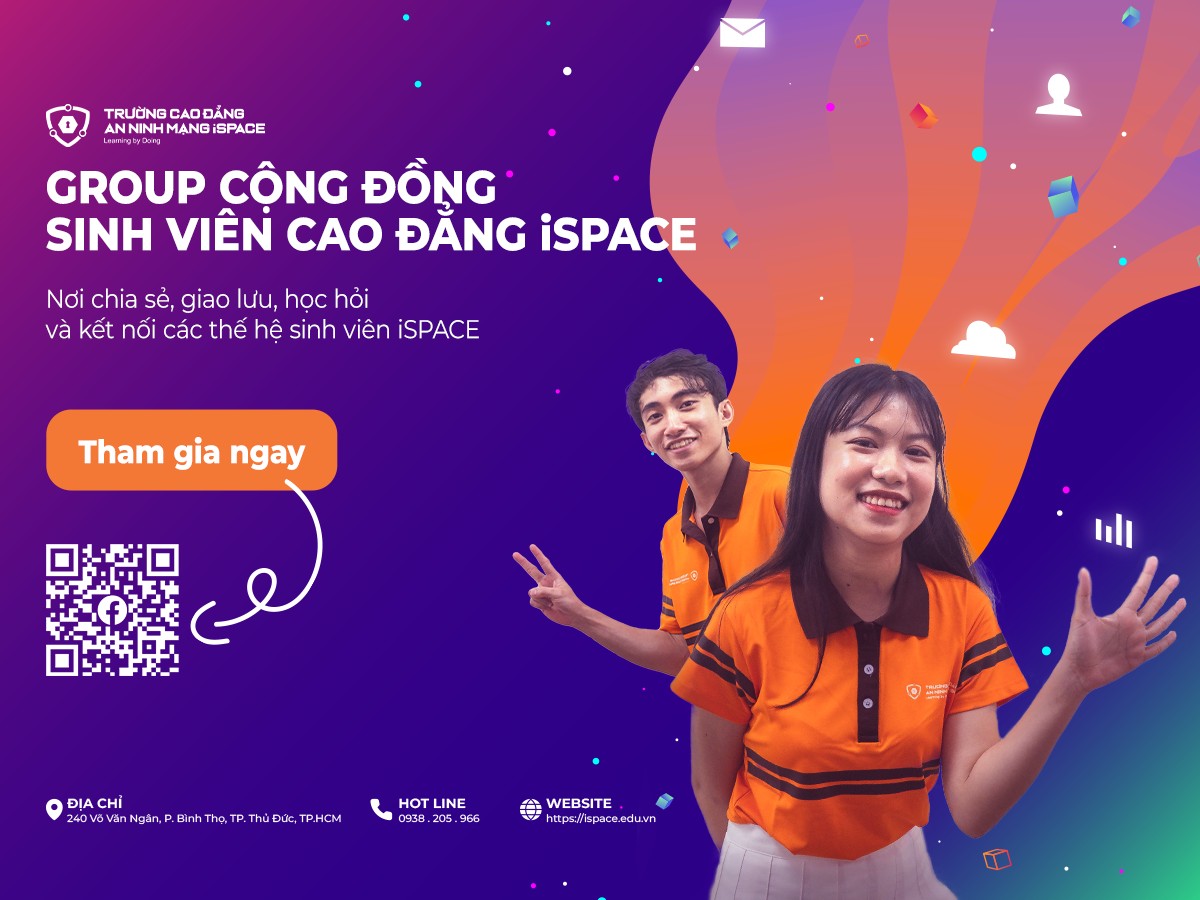 TRƯỜNG CAO ĐẲNG
AN NINH MẠNG iSPACE
Learning by Doing
GROUP CỘNG ĐỒNG
SINH VIÊN CAO ĐẲNG iSPACE
Nơi chia sẻ, giao lưu, học hỏi
và kết nối các thế hệ sinh viên iSPACE
Tham gia ngay
ĐỊA CHỈ
240 Võ Văn Ngân, P. Bình Thọ, TP. Thủ Đức, TP.HCM
HOT LINE
0938 . 205 . 966
WEBSITE
https://ispace.edu.vn